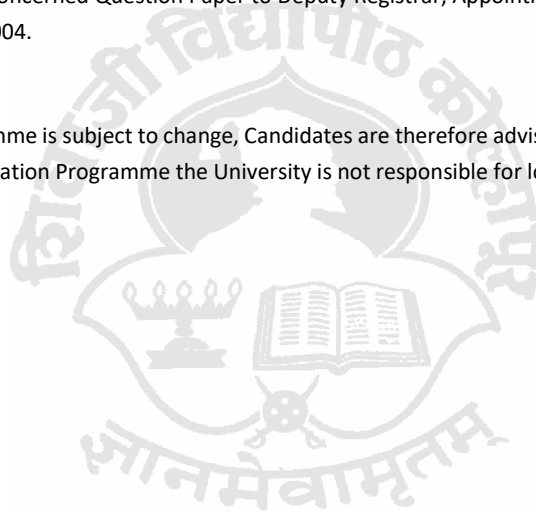 oncerned Question Paper to Deputy Registrar, Appointm
004.
nme is subject to change, Candidates are therefore advis
ation Programme the University is not responsible for lo
शिवाजी विद्यापीठ कोल्हापूर
ज्ञानमेवामृतम्